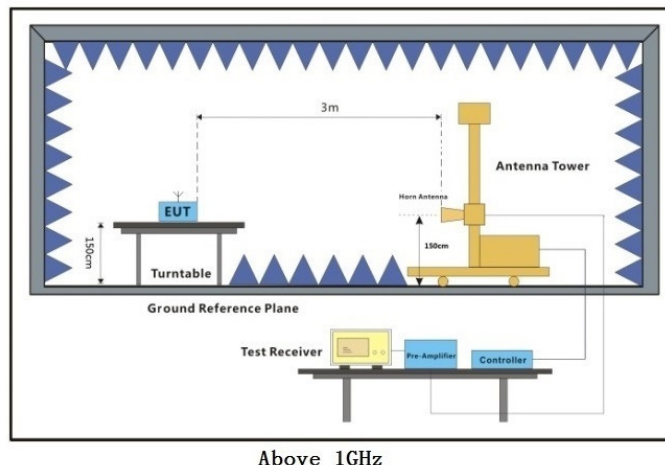 3m
Antenna Tower
Horn Antenna
EUT
150cm
150cm
Turntable
Ground Reference Plane
Test Receiver
Pre-Amplifier
Controller
Above 1GHz